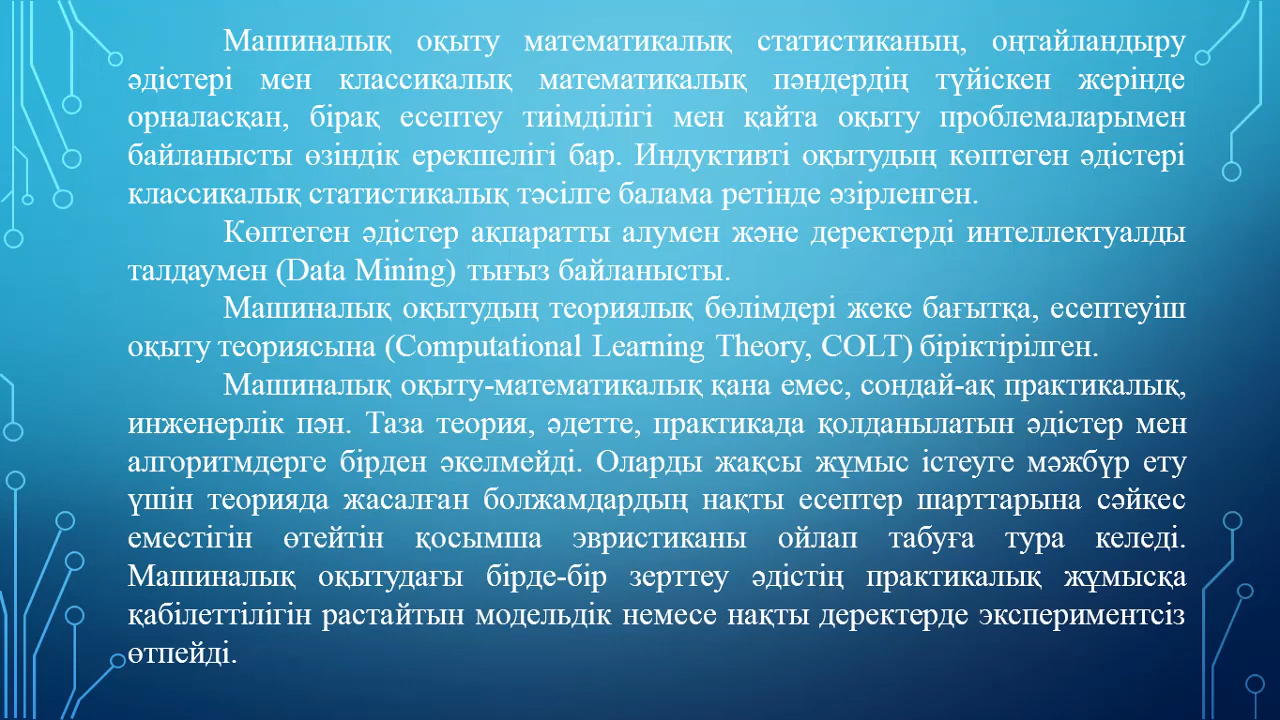 Машиналық оқыту математикалық статистиканың, оңтайландыру
әдістері мен классикалық математикалық пәндердің түйіскен жерінде
орналасқан, бірақ есептеу тиімділігі мен қайта оқыту проблемаларымен
байланысты өзіндік ерекшелігі бар. Индуктивті оқытудың көптеген әдістері
классикалық статистикалық тәсілге балама ретінде әзірленген.
Көптеген әдістер ақпаратты алумен және деректерді интеллектуалды
талдаумен (Data Mining) тығыз байланысты.
Машиналық оқытудың теориялық бөлімдері жеке бағытқа, есептеуіш
оқыту теориясына (Computational Learning Theory, COLT) біріктірілген.
Машиналық оқыту-математикалық қана емес, сондай-ақ практикалық,
инженерлік пән. Таза теория, әдетте, практикада қолданылатын әдістер мен
алгоритмдерге бірден әкелмейді. Оларды жақсы жұмыс істеуге мәжбүр ету
үшін теорияда жасалған болжамдардың нақты есептер шарттарына сәйкес
еместігін өтейтін қосымша эвристиканы ойлап табуға тура келеді.
Машиналық оқытудағы бірде-бір зерттеу әдістің практикалық жұмысқа
қабілеттілігін растайтын модельдік немесе нақты деректерде экспериментсіз
өтпейді.